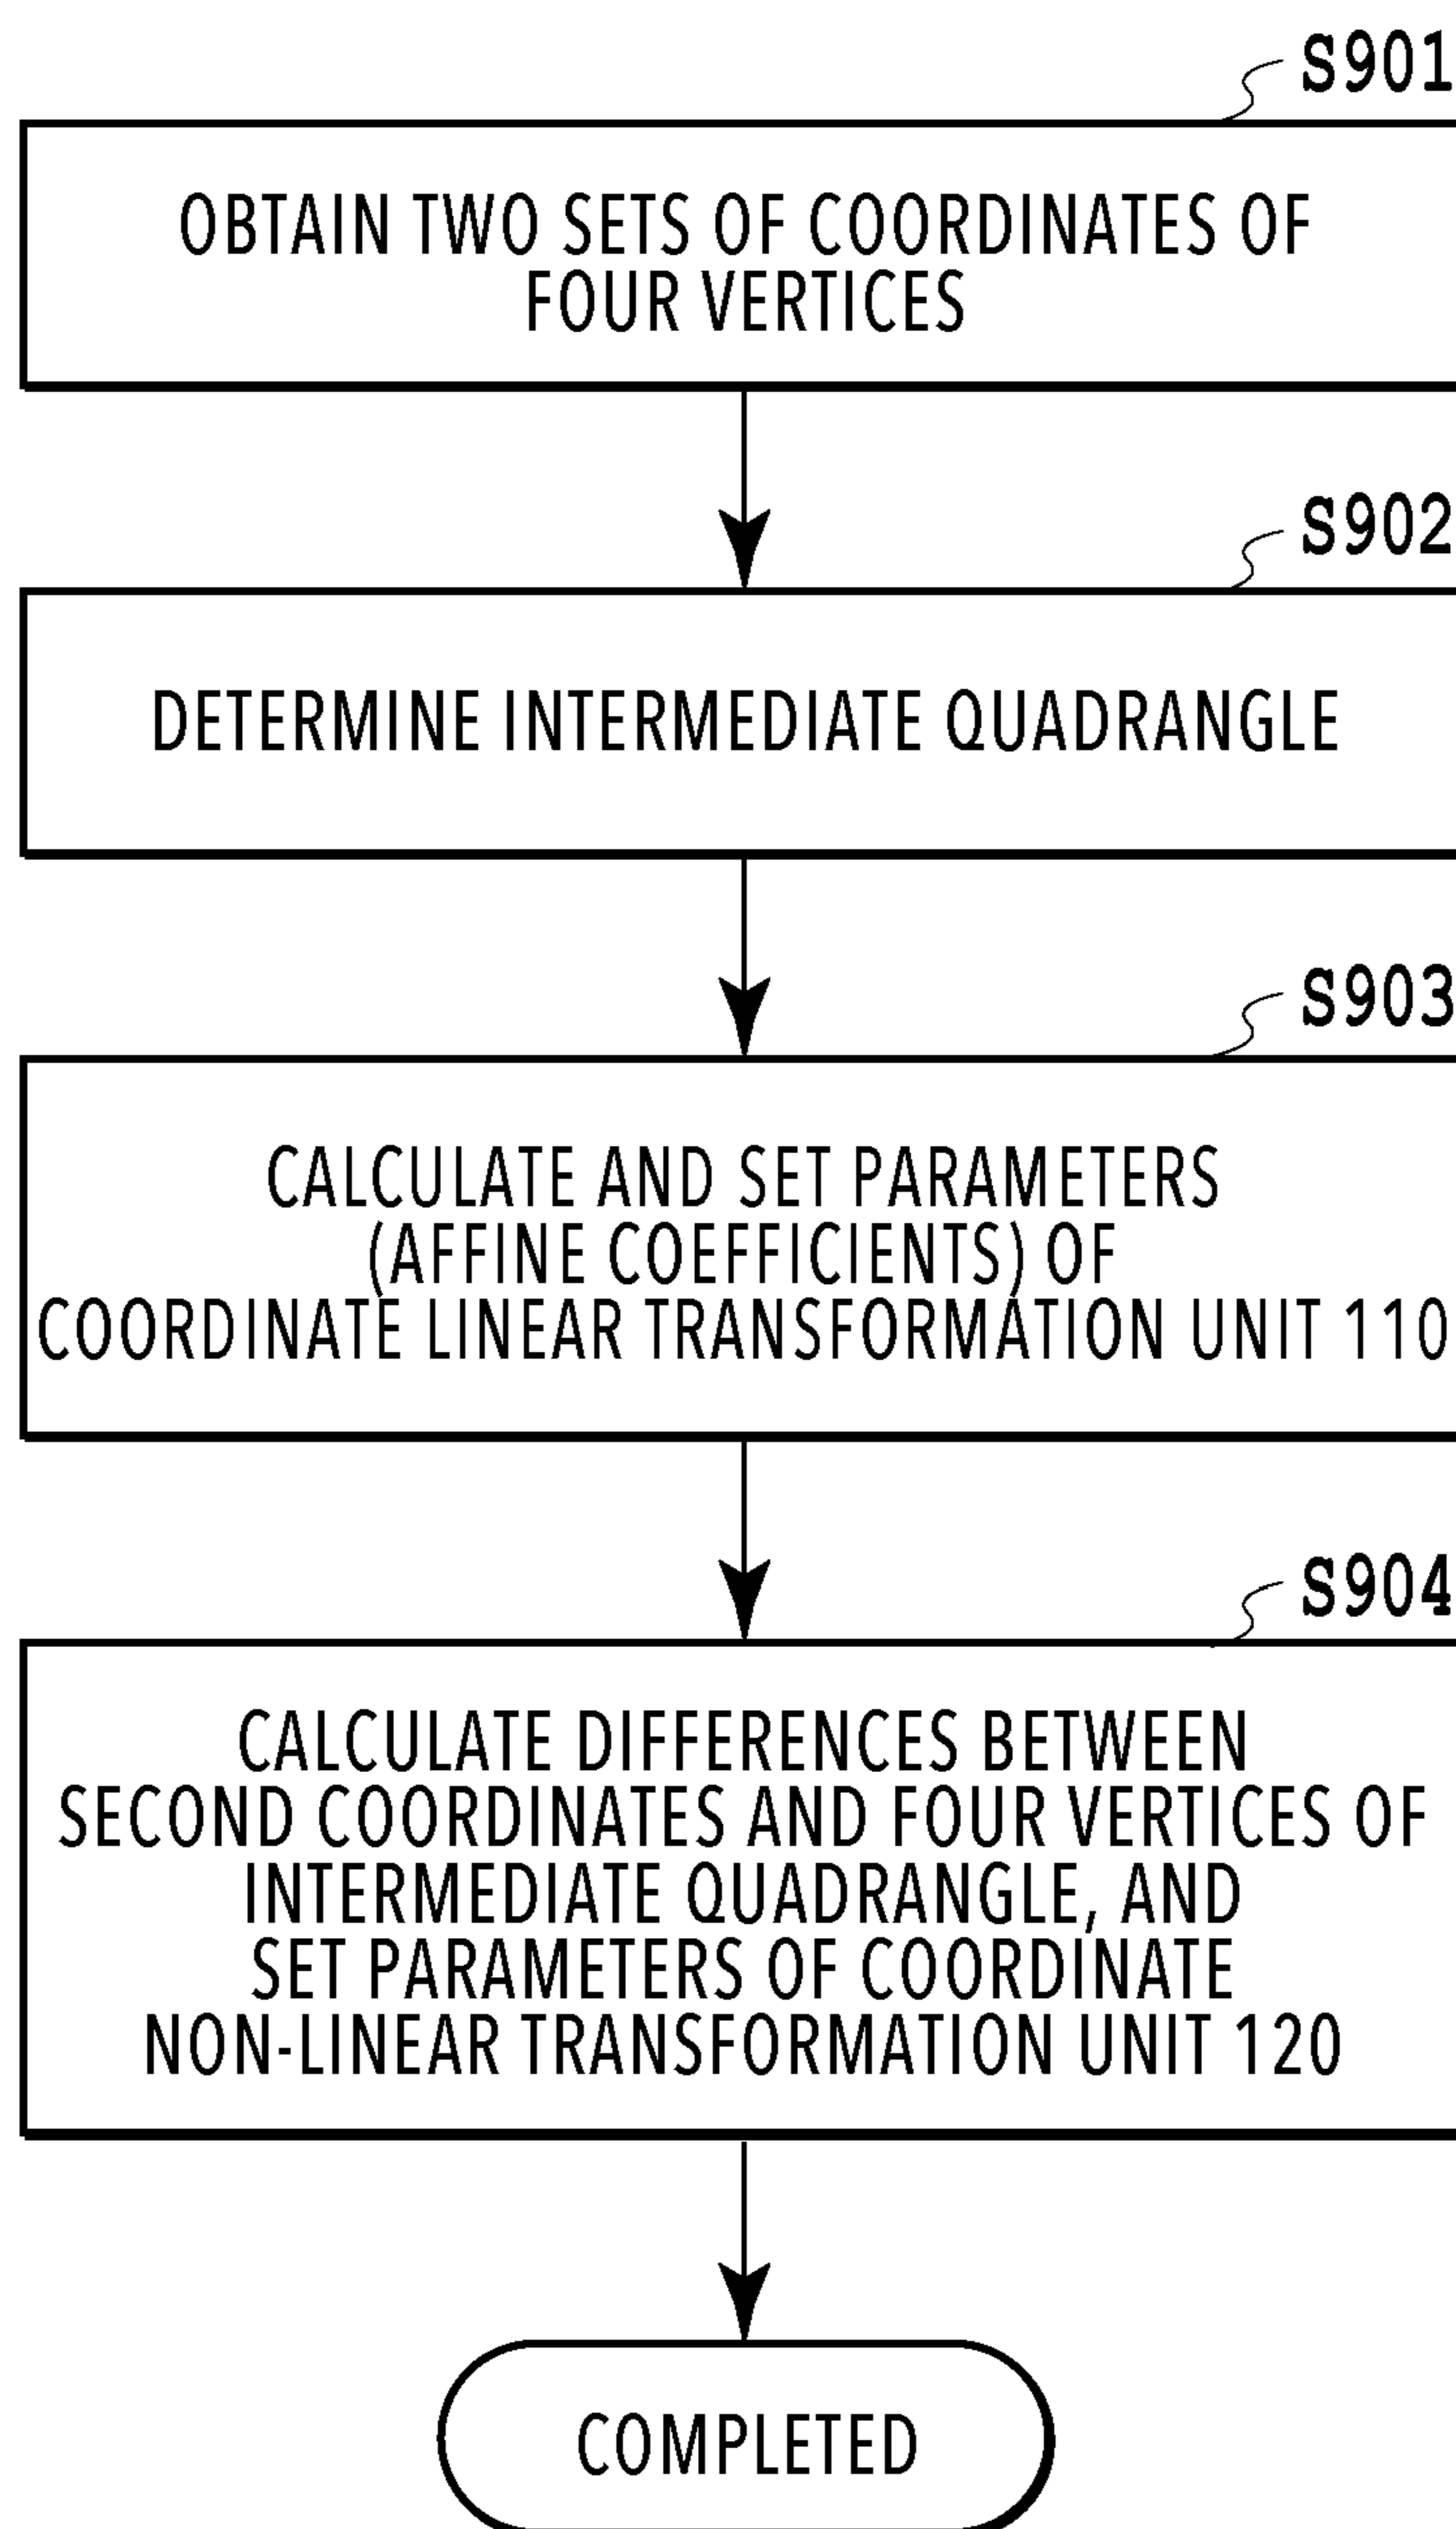 S901
OBTAIN TWO SETS OF COORDINATES OF
FOUR VERTICES
S902
DETERMINE INTERMEDIATE QUADRANGLE
S903
CALCULATE AND SET PARAMETERS
(AFFINE COEFFICIENTS) OF
COORDINATE LINEAR TRANSFORMATION UNIT 110
S904
CALCULATE DIFFERENCES BETWEEN
SECOND COORDINATES AND FOUR VERTICES OF
INTERMEDIATE QUADRANGLE, AND
SET PARAMETERS OF COORDINATE
NON-LINEAR TRANSFORMATION UNIT 120
COMPLETED